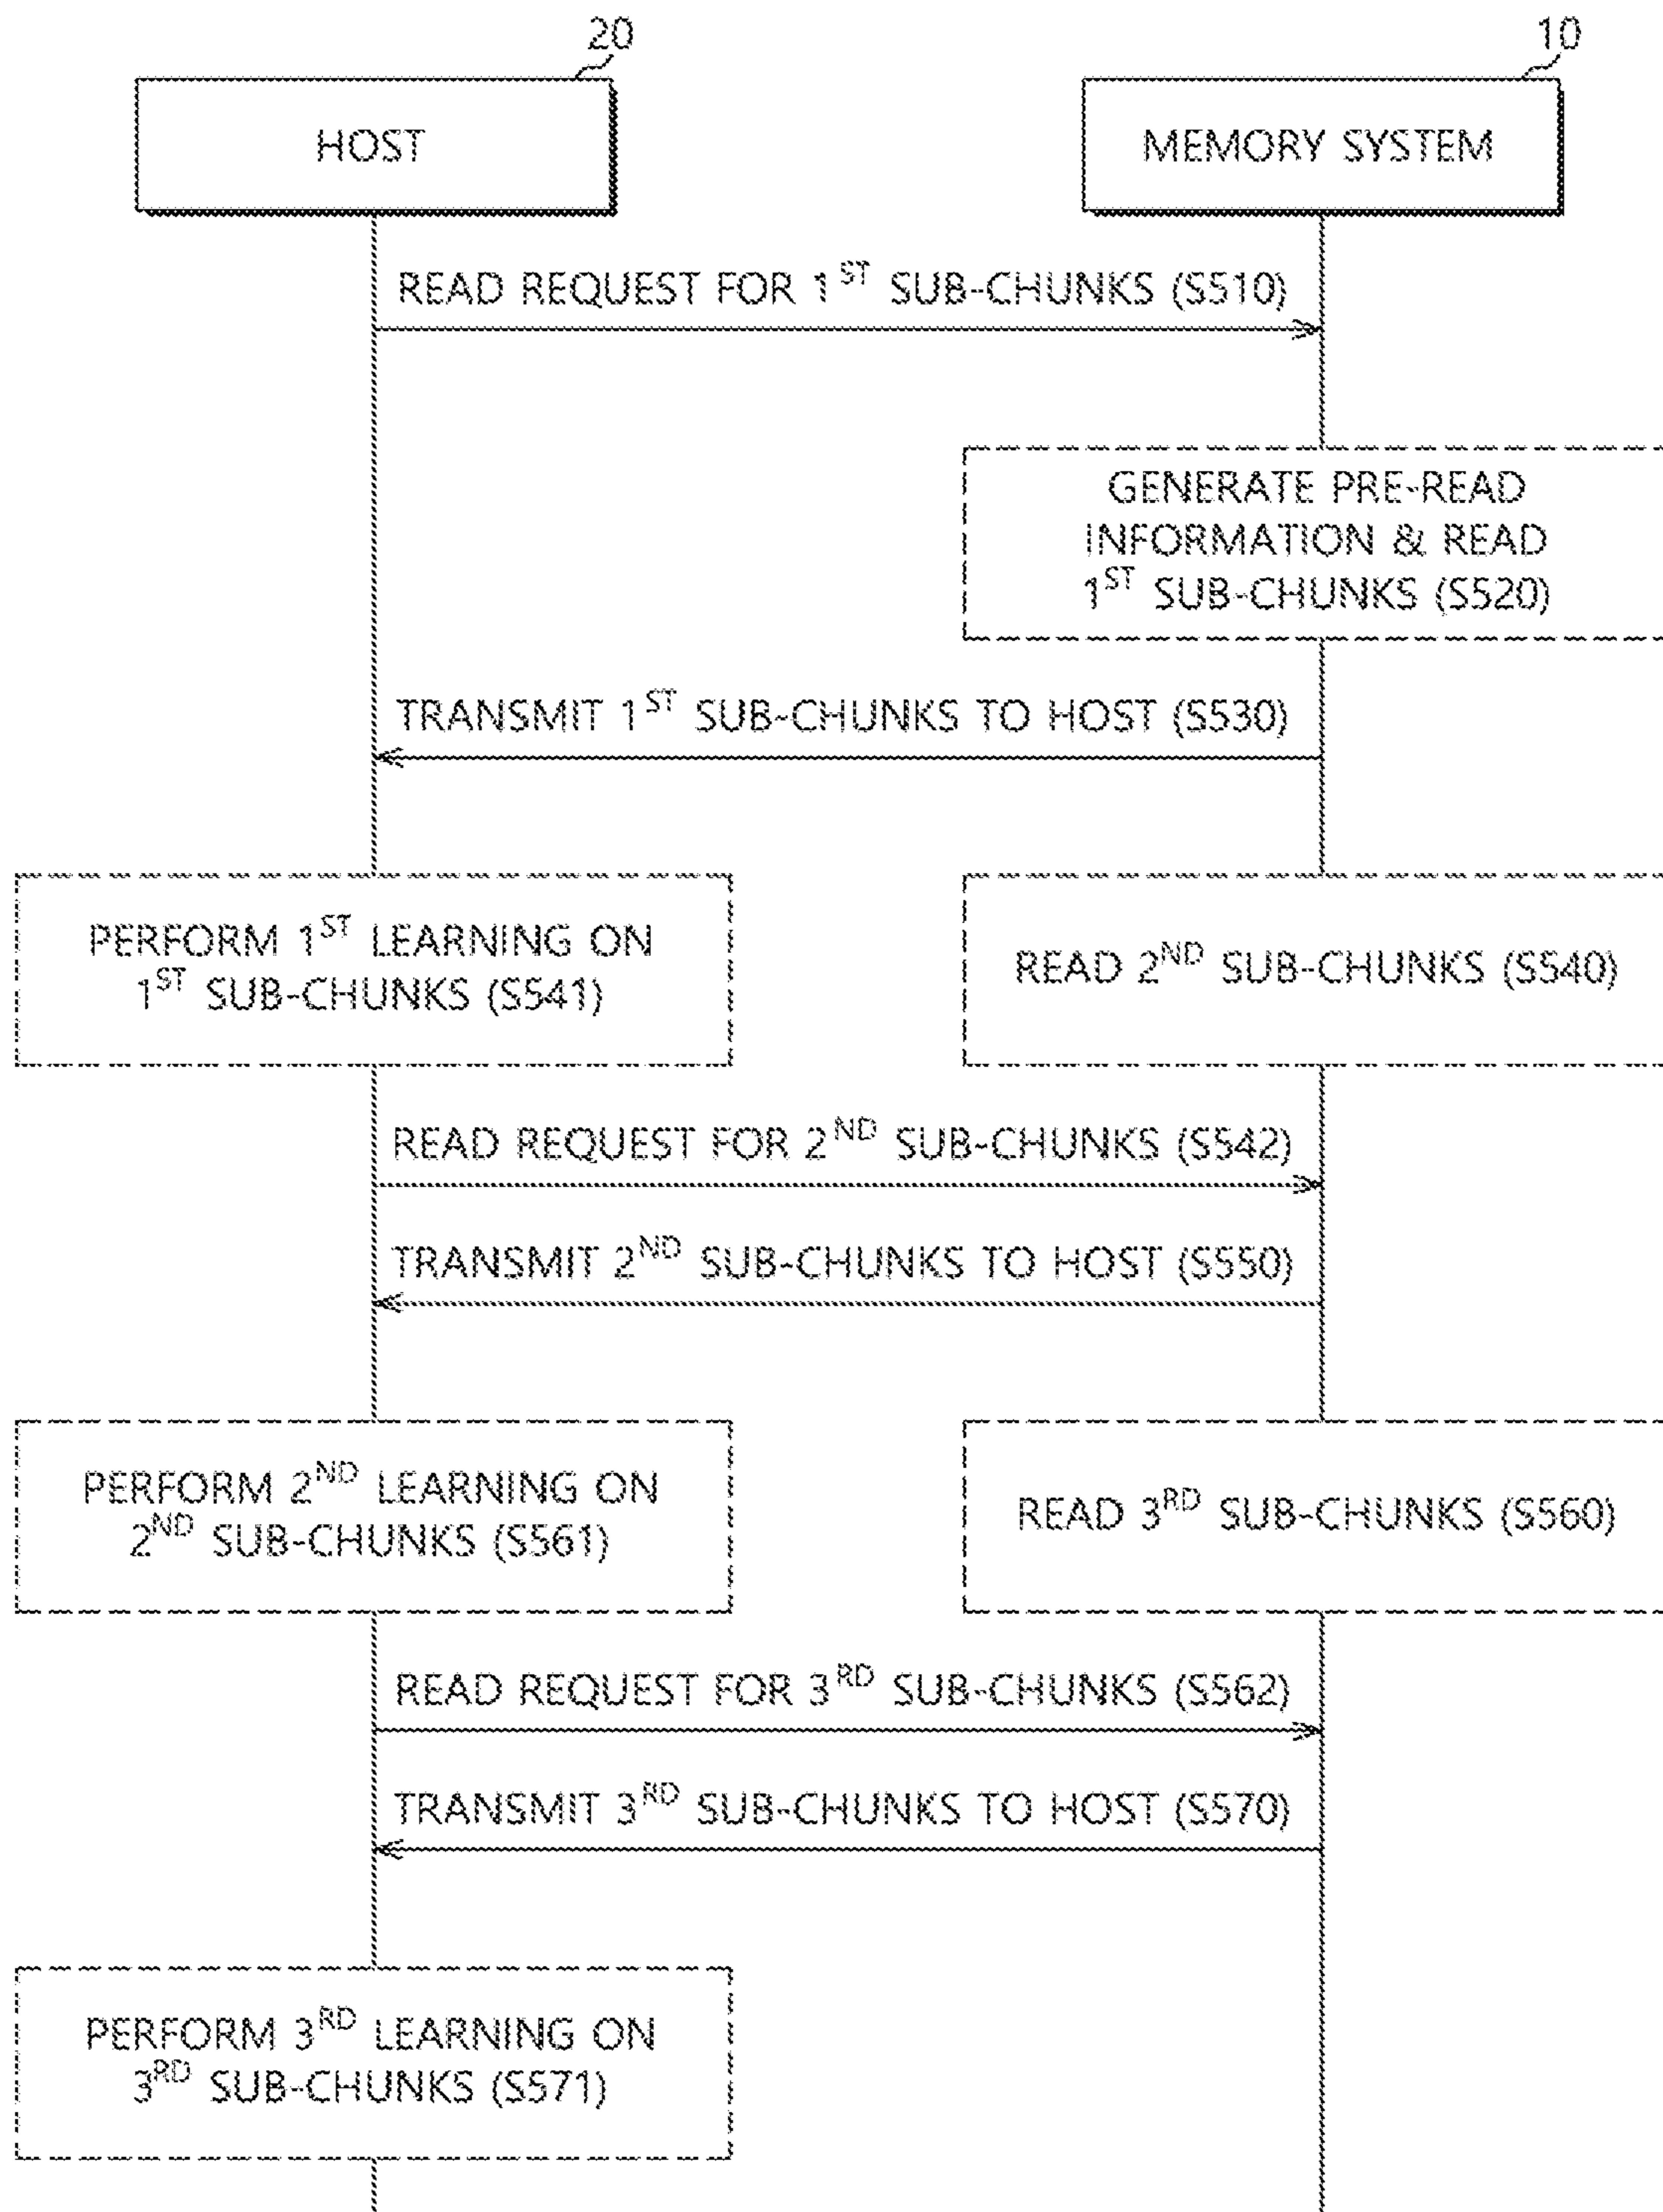 20
10
HOST
MEMORY SYSTEM
READ REQUEST FOR 1ST SUB-CHUNKS (S510)
GENERATE PRE-READ
INFORMATION & READ
1ST SUB-CHUNKS (S520)
TRANSMIT 1ST SUB-CHUNKS TO HOST (S530)
PERFORM 1ST LEARNING ON
1ST SUB-CHUNKS (S541)
READ 2ND SUB-CHUNKS (S540)
READ REQUEST FOR 2ND SUB-CHUNKS (S542)
TRANSMIT 2ND SUB-CHUNKS TO HOST (S550)
PERFORM 2ND LEARNING ON
2ND SUB-CHUNKS (S561)
READ 3RD SUB-CHUNKS (S560)
READ REQUEST FOR 3RD SUB-CHUNKS (S562)
TRANSMIT 3RD SUB-CHUNKS TO HOST (S570)
PERFORM 3RD LEARNING ON
3RD SUB-CHUNKS (S571)